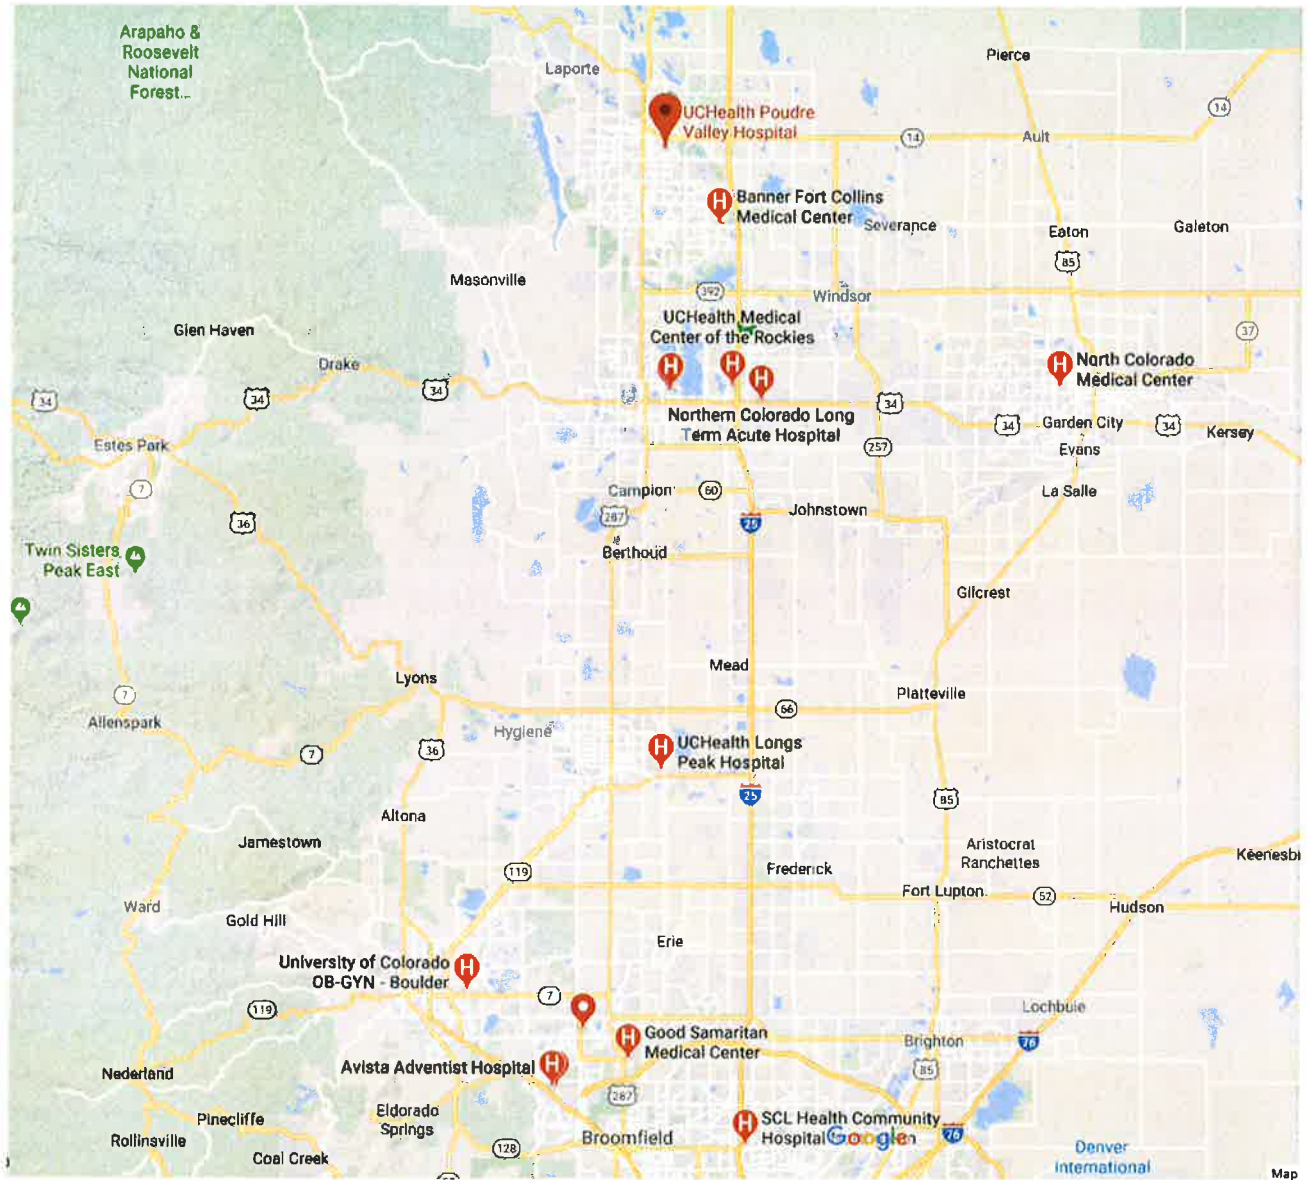 Arapaho &
Roosevelt
National
Forest...
Pierce
Laporte
14
UCHealth Poudre
Valley Hospital
14
Ault
Banner Fort Collins
Medical Center
Severance
Eaton
Galeton
85
Masonville
392
Windsor
UCHealth Medical
Center of the Rockies
Glen Haven
37
Drake
H
H
H
H
H
North Colorado
Medical Center
34
34
34
34
Northern Colorado Long
Term Acute Hospital
34
Garden City
34
Kersey
Estes Park
257
Evans
7
Campion
60
La Salle
287
25
Johnstown
36
Twin Sisters
Peak East
Berthoud
Gilcrest
Mead
Lyons
7
Platteville
66
Allenspark
Hygiene
36
7
H
UCHealth Longs
Peak Hospital
25
85
Altona
Jamestown
Aristocrat
Ranchettes
Keenesb
119
Frederick
Fort Lupton
52
Hudson
Ward
Gold Hill
Erie
University of Colorado
OB-GYN - Boulder
H
7
119
Lochbuie
H
Good Samaritan
Medical Center
Brighton
76
Avista Adventist Hospital
H
85
Nederland
287
Eldorado
Springs
Pinecliffe
Rollinsville
H
SCL Health Community
Hospital
Google
76
Broomfield
128
Coal Creek
Denver
International
Map